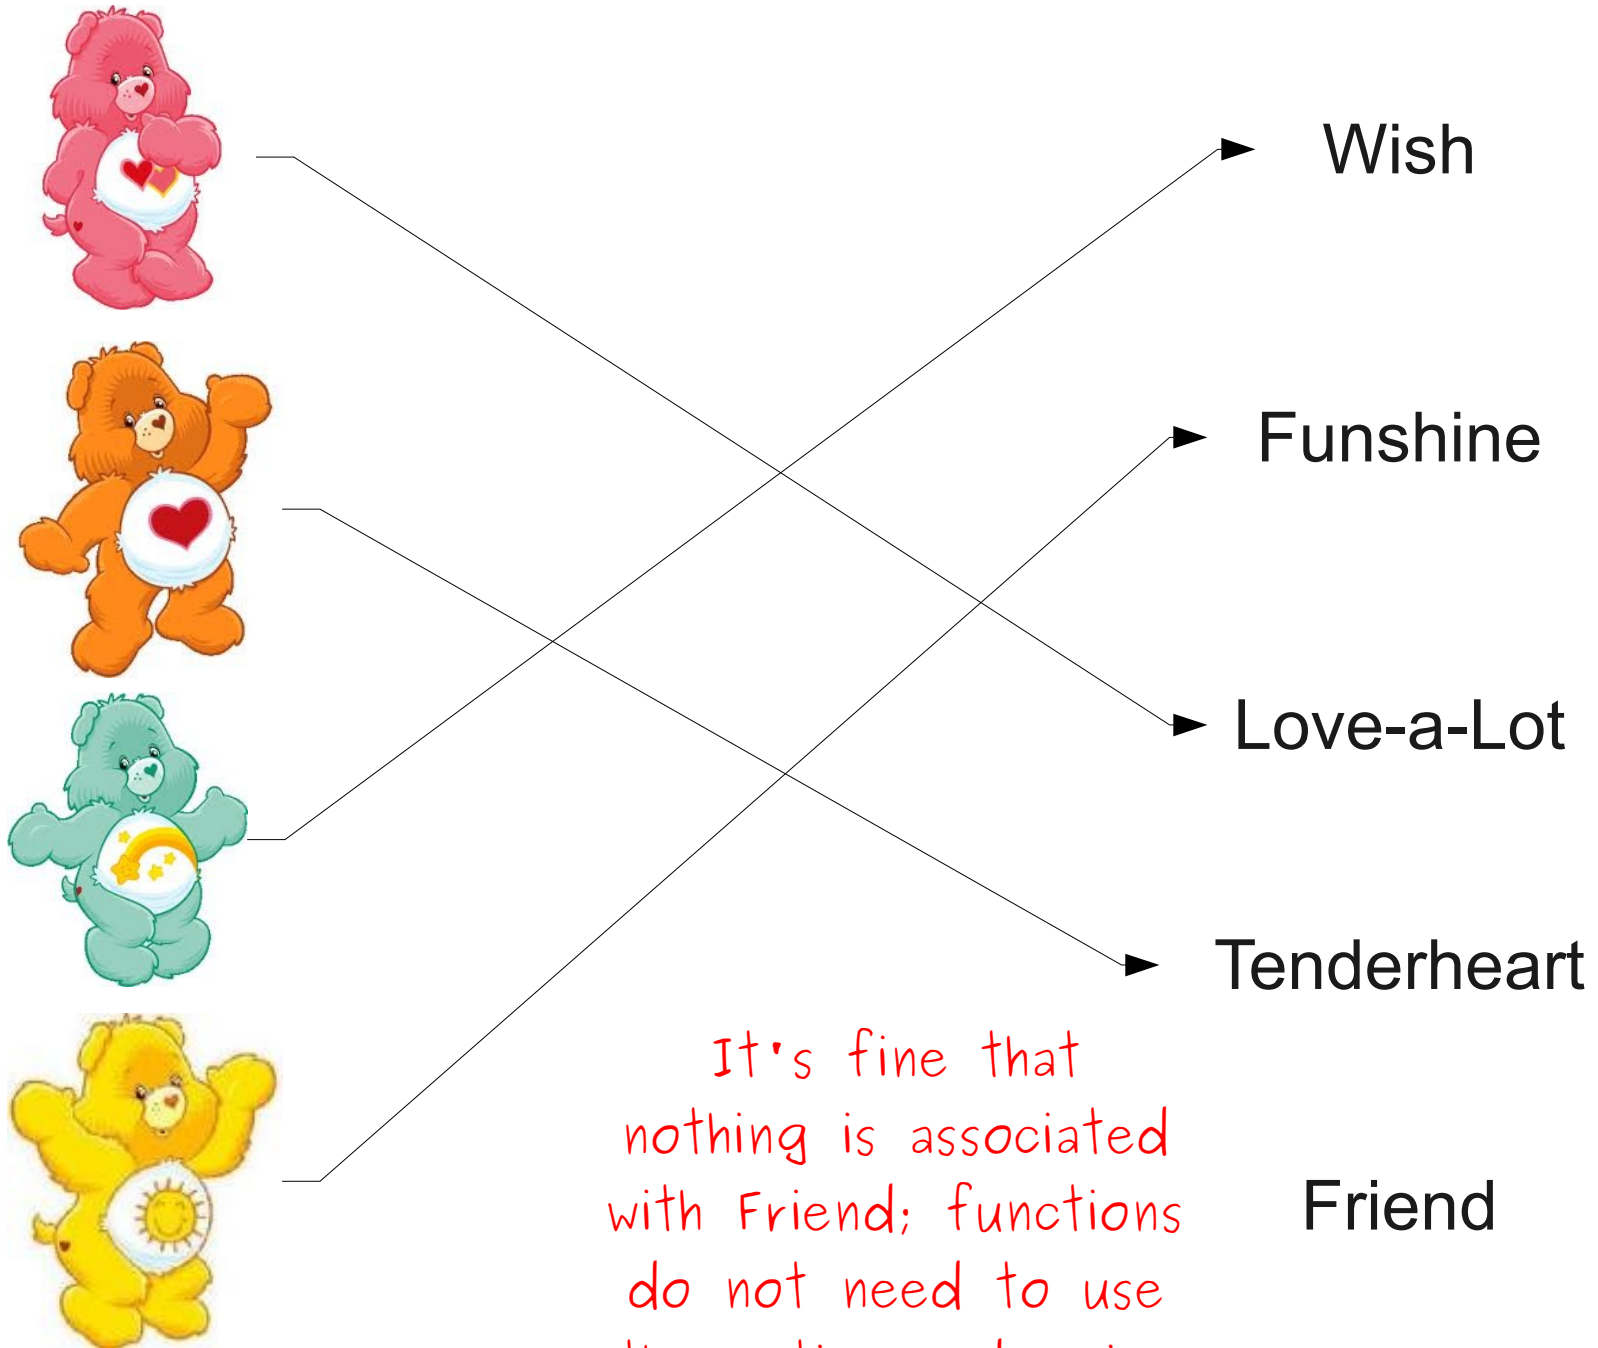 Wish
Funshine
Love-a-Lot
Tenderheart
It's fine that
nothing is associated
with Friend; functions
do not need to use
Friend